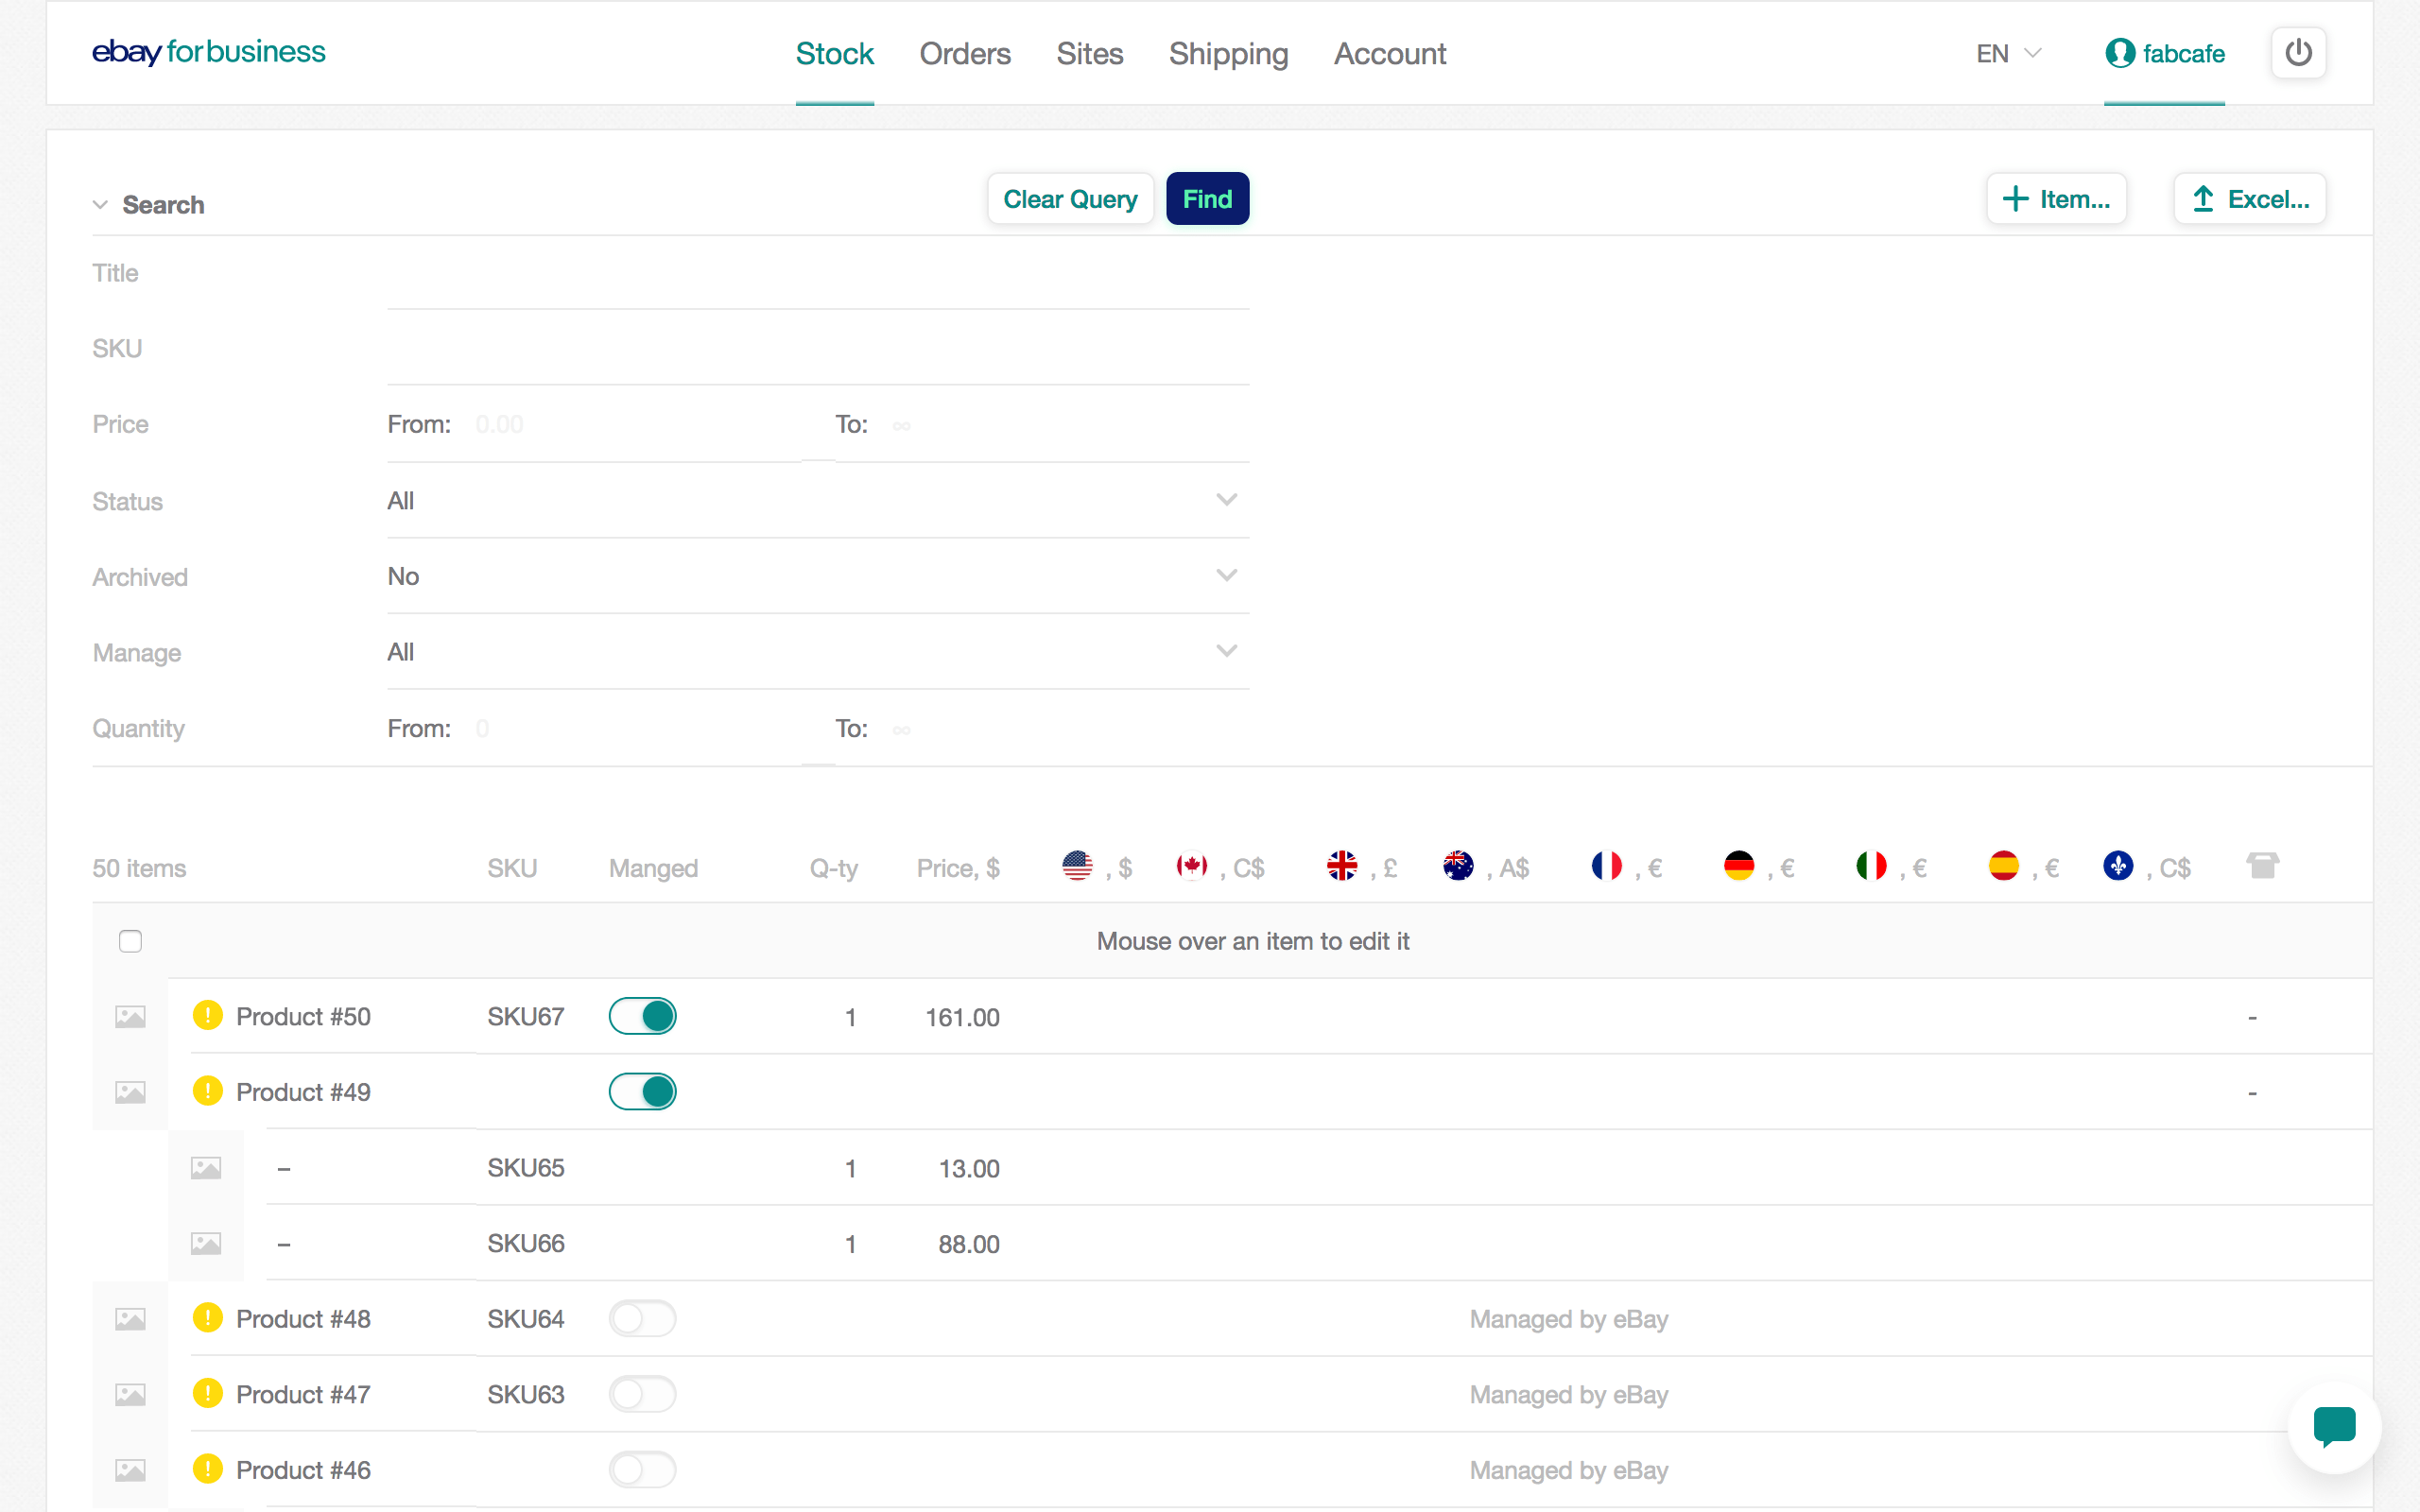 ebay for business Stock Orders Sites Shipping Account EN fabcafe
Search Clear Query Find Item... Excel...
Title
SKU
Price From: 0.00 To: ∞
Status All
Archived No
Manage All
Quantity From: 0 To: ∞
50 items SKU Manged Q-ty Price, $ , $ , C$ , £ , A$ , € , € , € , € , C$
Mouse over an item to edit it
! Product #50 SKU67 1 161.00 -
! Product #49 -
– SKU65 1 13.00
– SKU66 1 88.00
! Product #48 SKU64 Managed by eBay
! Product #47 SKU63 Managed by eBay
! Product #46 Managed by eBay